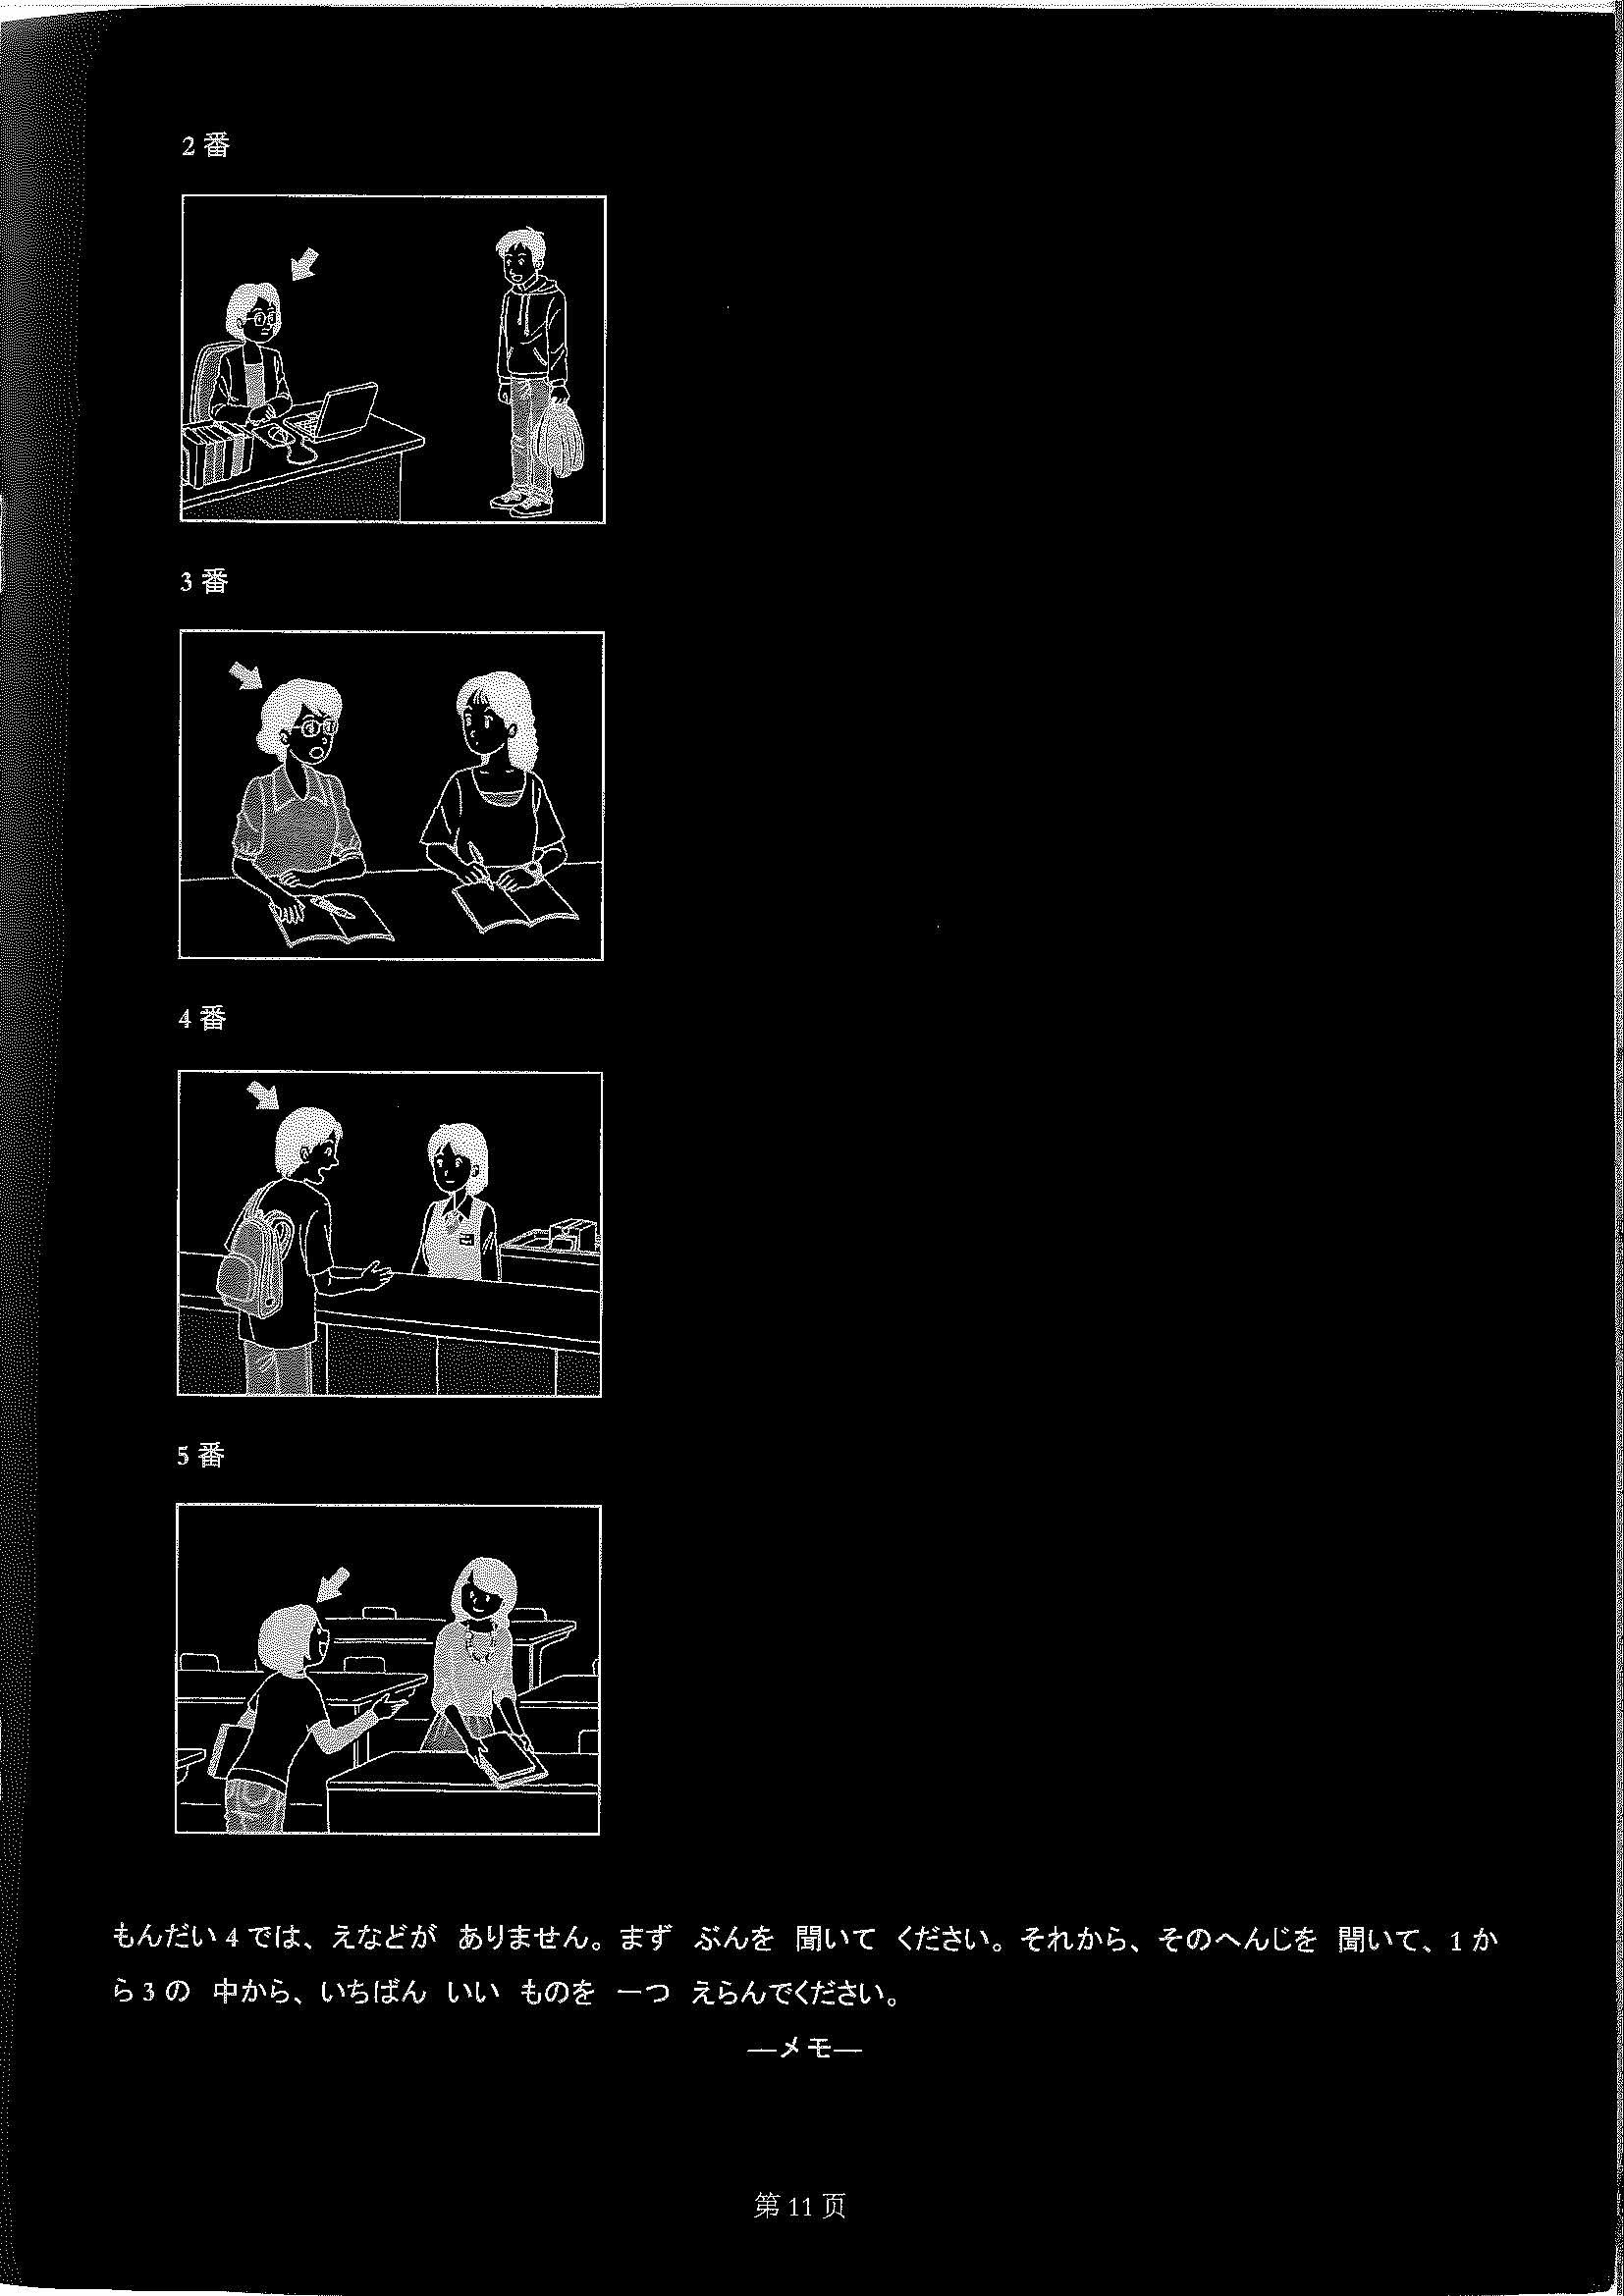 2 番
3 番
4 番
5 番
もんだい 4 では、えなどが ありません。まず ぶんを 聞いて ください。それから、そのへんじを 聞いて、1 か
ら 3 の 中から、いちばん いい ものを 一つ えらんでください。
―メモ―
第 11 页